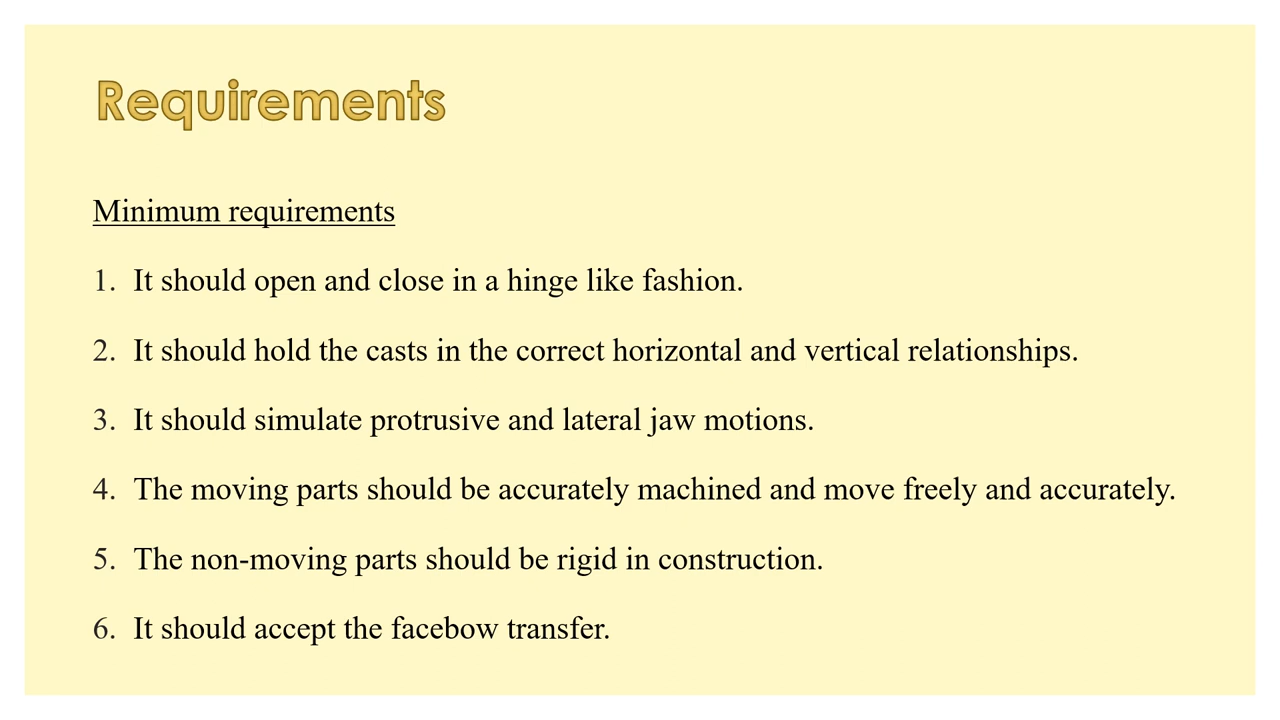 Requirements
Minimum requirements
1. It should open and close in a hinge like fashion.
2. It should hold the casts in the correct horizontal and vertical relationships.
3. It should simulate protrusive and lateral jaw motions.
4. The moving parts should be accurately machined and move freely and accurately.
5. The non-moving parts should be rigid in construction.
6. It should accept the facebow transfer.